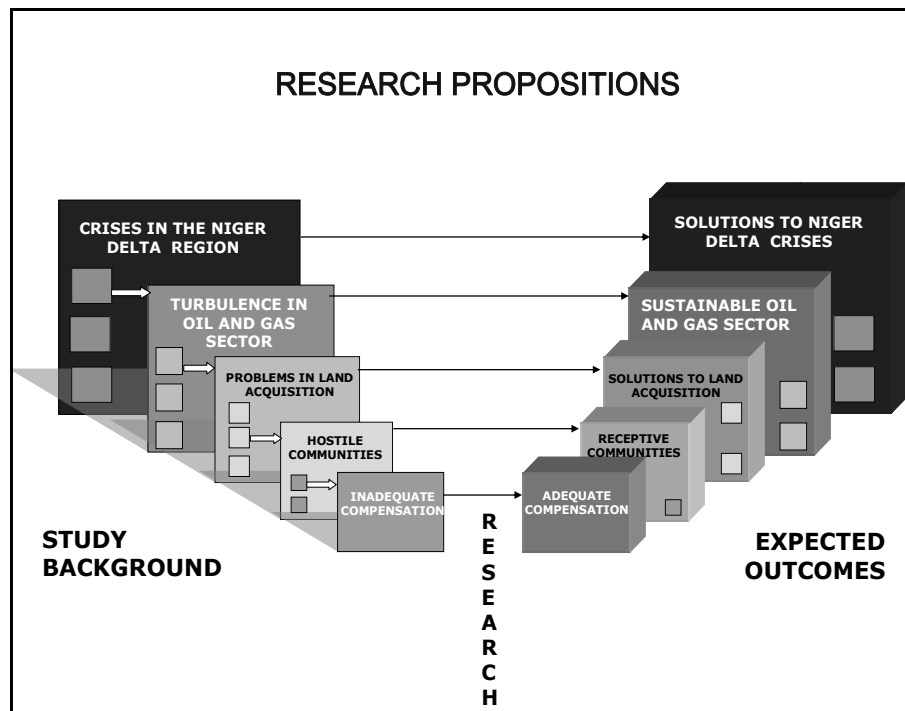 RESEARCH PROPOSITIONS
CRISES IN THE NIGER
DELTA REGION
TURBULENCE IN
OIL AND GAS
SECTOR
PROBLEMS IN LAND
ACQUISITION
HOSTILE
COMMUNITIES
INADEQUATE
COMPENSATION
STUDY
BACKGROUND
R
E
S
E
A
R
C
H
SOLUTIONS TO NIGER
DELTA CRISES
SUSTAINABLE OIL
AND GAS SECTOR
SOLUTIONS TO LAND
ACQUISITION
RECEPTIVE
COMMUNITIES
ADEQUATE
COMPENSATION
EXPECTED
OUTCOMES